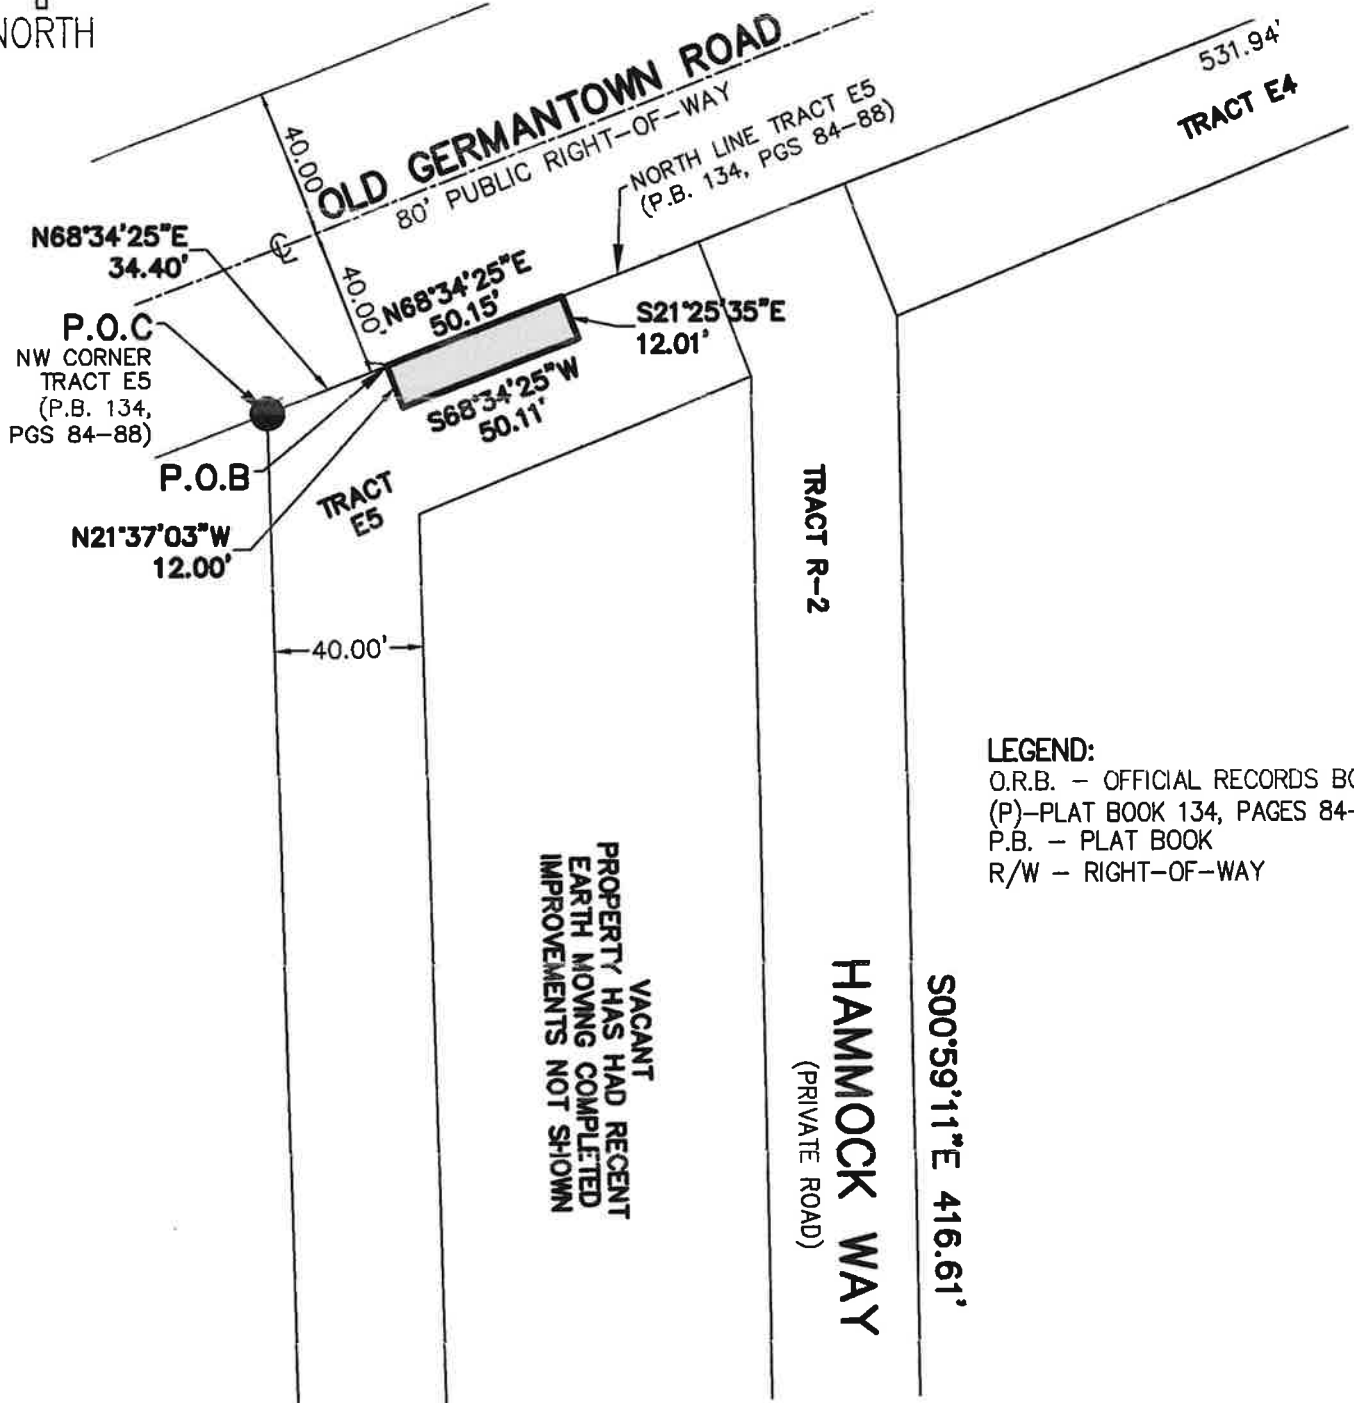 NORTH
OLD GERMANTOWN ROAD
80' PUBLIC RIGHT-OF-WAY
NORTH LINE TRACT E5
(P.B. 134, PGS 84-88)
531.94'
TRACT E4
40.00'
40.00'
N68°34'25"E
34.40'
℄
P.O.C
NW CORNER
TRACT E5
(P.B. 134,
PGS 84-88)
N68°34'25"E
50.15'
S21°25'35"E
12.01'
S68°34'25"W
50.11'
P.O.B
N21°37'03"W
12.00'
TRACT
E5
TRACT R-2
40.00'
LEGEND:
O.R.B. - OFFICIAL RECORDS
(P)-PLAT BOOK 134, PAGES 84-
P.B. - PLAT BOOK
R/W - RIGHT-OF-WAY
VACANT
PROPERTY HAS HAD RECENT
EARTH MOVING COMPLETED
IMPROVEMENTS NOT SHOWN
HAMMOCK WAY
(PRIVATE ROAD)
S00°59'11"E 416.61'